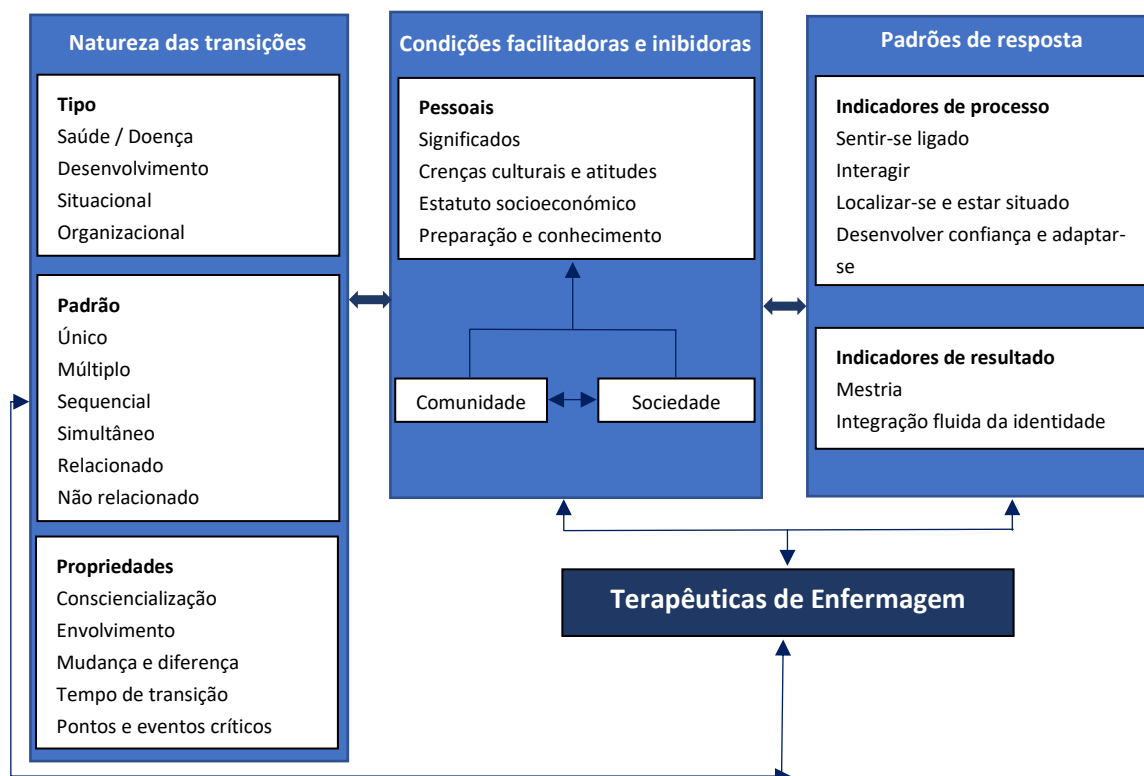 Natureza das transições
Tipo
Saúde / Doença
Desenvolvimento
Situacional
Organizacional
Padrão
Único
Múltiplo
Sequencial
Simultâneo
Relacionado
Não relacionado
Propriedades
Consciencialização
Envolvimento
Mudança e diferença
Tempo de transição
Pontos e eventos críticos
Condições facilitadoras e inibidoras
Pessoais
Significados
Crenças culturais e atitudes
Estatuto socioeconómico
Preparação e conhecimento
Comunidade
Sociedade
Padrões de resposta
Indicadores de processo
Sentir-se ligado
Interagir
Localizar-se e estar situado
Desenvolver confiança e adaptar-
se
Indicadores de resultado
Mestria
Integração fluida da identidade
Terapêuticas de Enfermagem